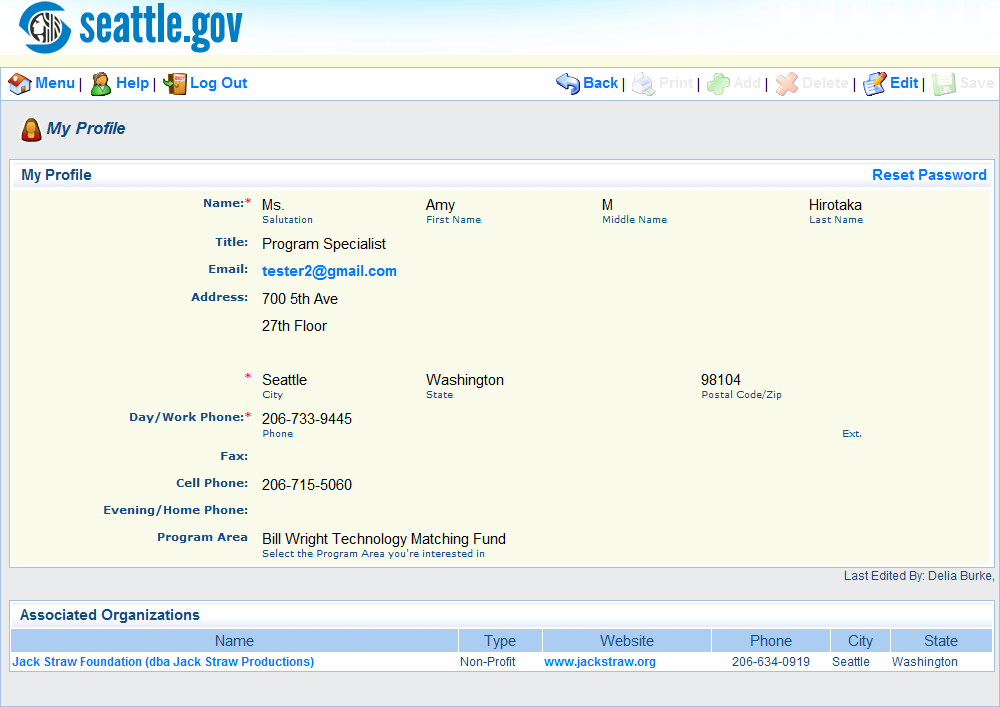 seattle.gov
Menu | Help | Log Out Back | Print | Add | Delete | Edit | Save
My Profile
My Profile Reset Password
Name:* Ms. Amy M Hirotaka
Salutation First Name Middle Name Last Name
Title: Program Specialist
Email: tester2@gmail.com
Address: 700 5th Ave
27th Floor
* Seattle Washington 98104
City State Postal Code/Zip
Day/Work Phone:* 206-733-9445
Phone Ext.
Fax:
Cell Phone: 206-715-5060
Evening/Home Phone:
Program Area Bill Wright Technology Matching Fund
Select the Program Area you're interested in
Last Edited By: Delia Burke,
Associated Organizations
Name Type Website Phone City State
Jack Straw Foundation (dba Jack Straw Productions) Non-Profit www.jackstraw.org 206-634-0919 Seattle Washington